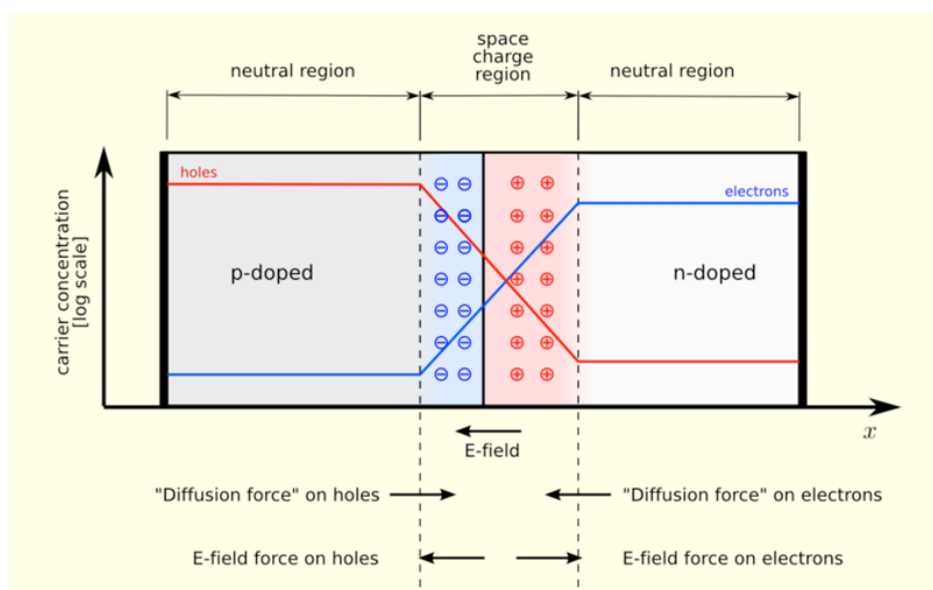 space
charge
region
neutral region
neutral region
holes
electrons
p-doped
n-doped
carrier concentration
[log scale]
x
E-field
"Diffusion force" on holes
"Diffusion force" on electrons
E-field force on holes
E-field force on electrons